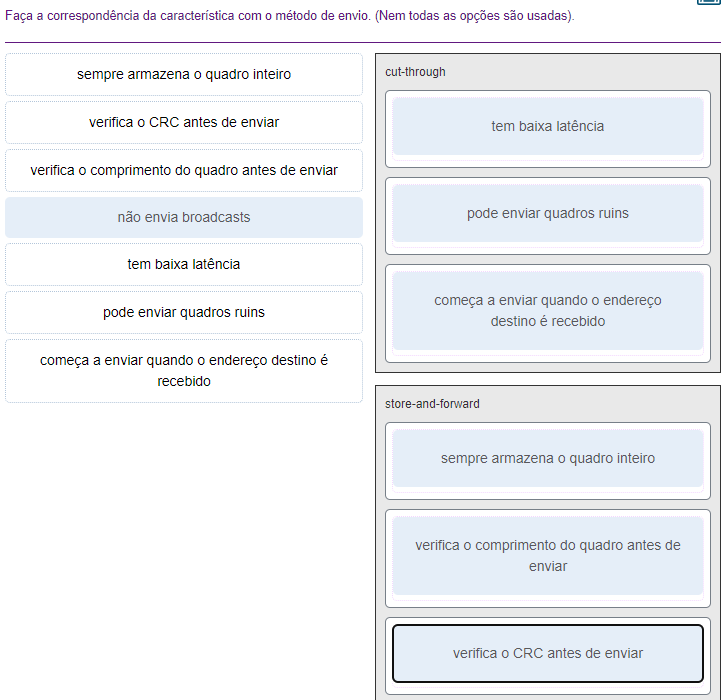 Faça a correspondência da característica com o método de envio. (Nem todas as opções são usadas).
sempre armazena o quadro inteiro
verifica o CRC antes de enviar
verifica o comprimento do quadro antes de enviar
não envia broadcasts
tem baixa latência
pode enviar quadros ruins
começa a enviar quando o endereço destino é
recebido
cut-through
tem baixa latência
pode enviar quadros ruins
começa a enviar quando o endereço
destino é recebido
store-and-forward
sempre armazena o quadro inteiro
verifica o comprimento do quadro antes de
enviar
verifica o CRC antes de enviar